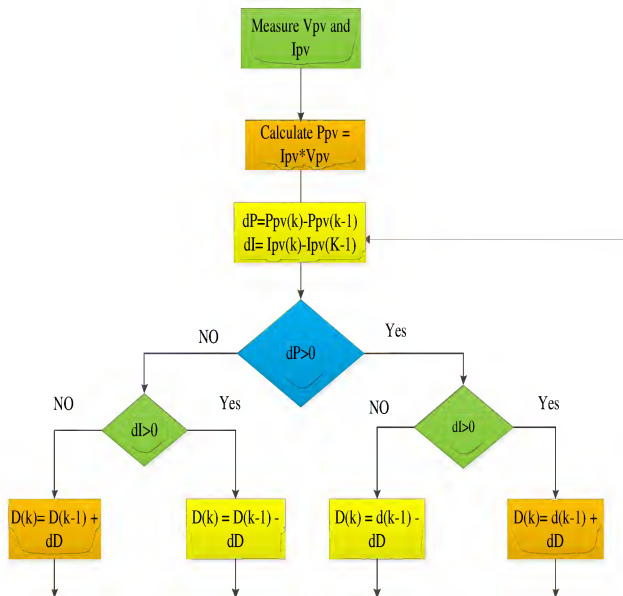 Measure Vpv and
Ipv
Calculate Ppv =
Ipv*Vpv
dP=Ppv(k)-Ppv(k-1)
dI= Ipv(k)-Ipv(K-1)
NO
dP>0
Yes
NO
dI>0
Yes
NO
dI>0
Yes
D(k)= D(k-1) +
dD
D(k) = D(k-1) -
dD
D(k) = d(k-1) -
dD
D(k)= d(k-1) +
dD